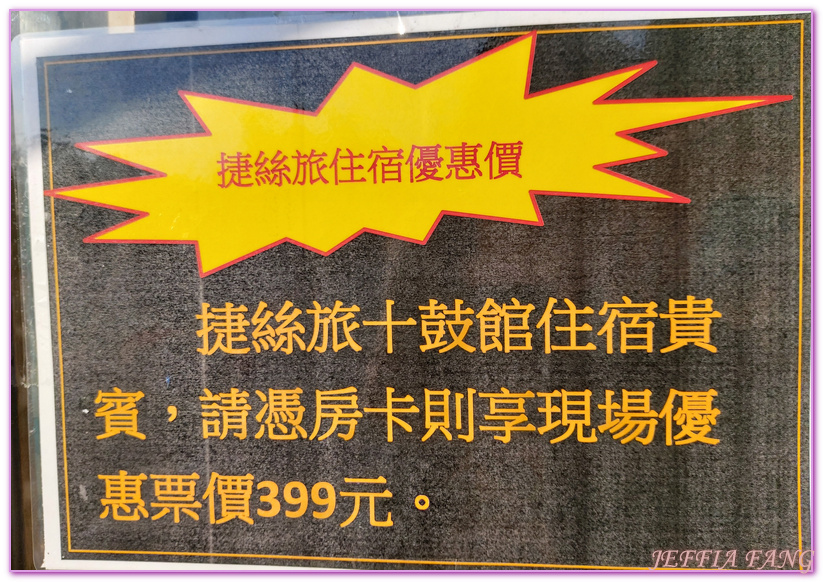 捷絲旅住宿優惠價
捷絲旅十鼓館住宿貴
賓，請憑房卡則享現場優
惠票價399元。
JEFFIA FANG